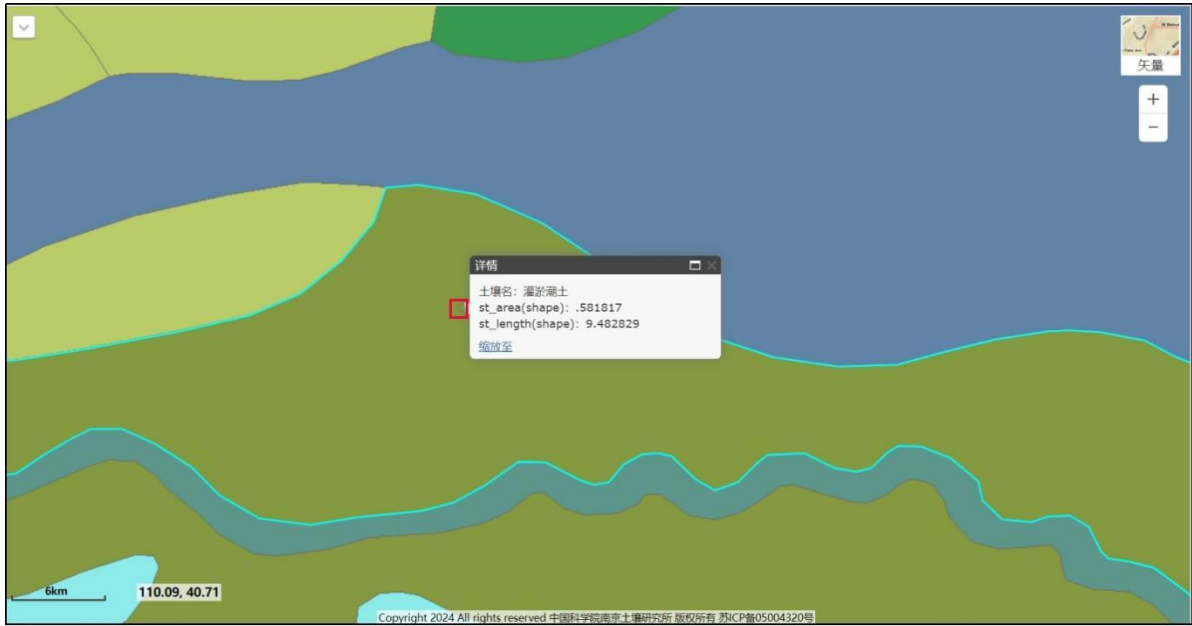 矢量
+
−
详情
土壤名：灌淤潮土
st_area(shape)：.581817
st_length(shape)：9.482829
缩放至
6km
110.09, 40.71
Copyright 2024 All rights reserved 中国科学院南京土壤研究所 版权所有 苏ICP备05004320号